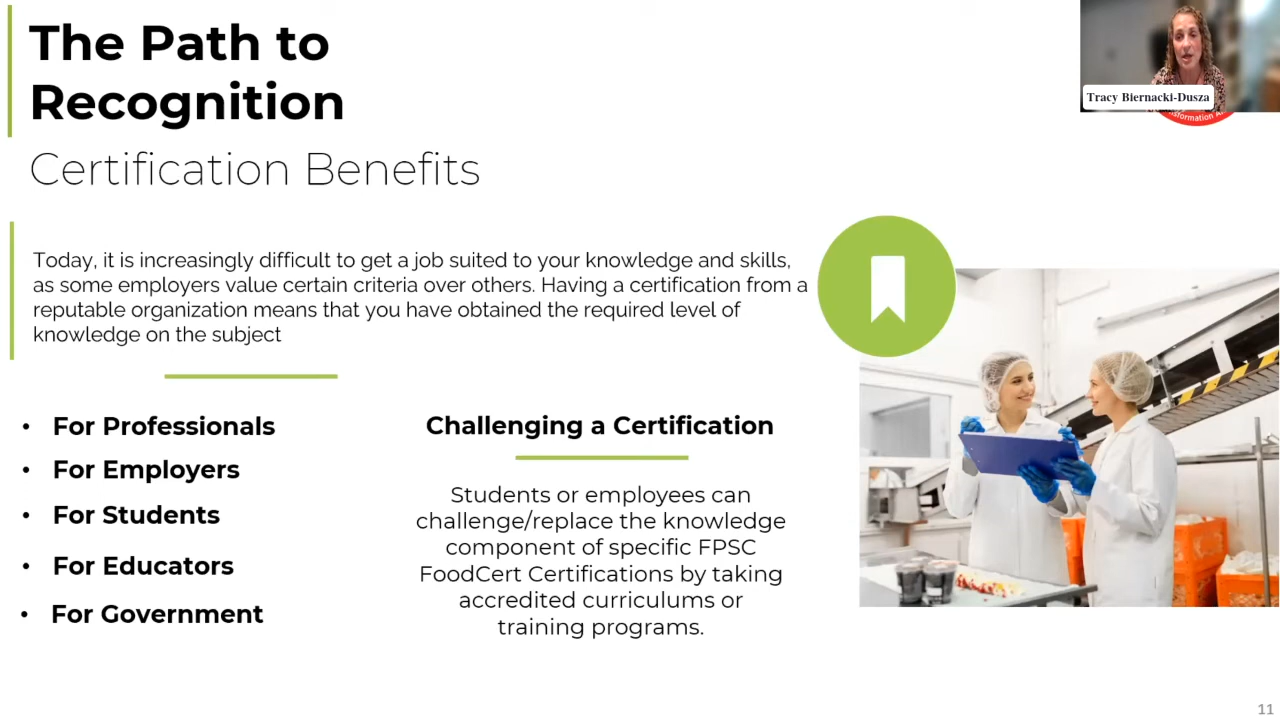 The Path to
Recognition
Certification Benefits
Tracy Biernacki-Dusza
Today, it is increasingly difficult to get a job suited to your knowledge and skills,
as some employers value certain criteria over others. Having a certification from a
reputable organization means that you have obtained the required level of
knowledge on the subject
• For Professionals
• For Employers
• For Students
• For Educators
• For Government
Challenging a Certification
Students or employees can
challenge/replace the knowledge
component of specific FPSC
FoodCert Certifications by taking
accredited curriculums or
training programs.
11